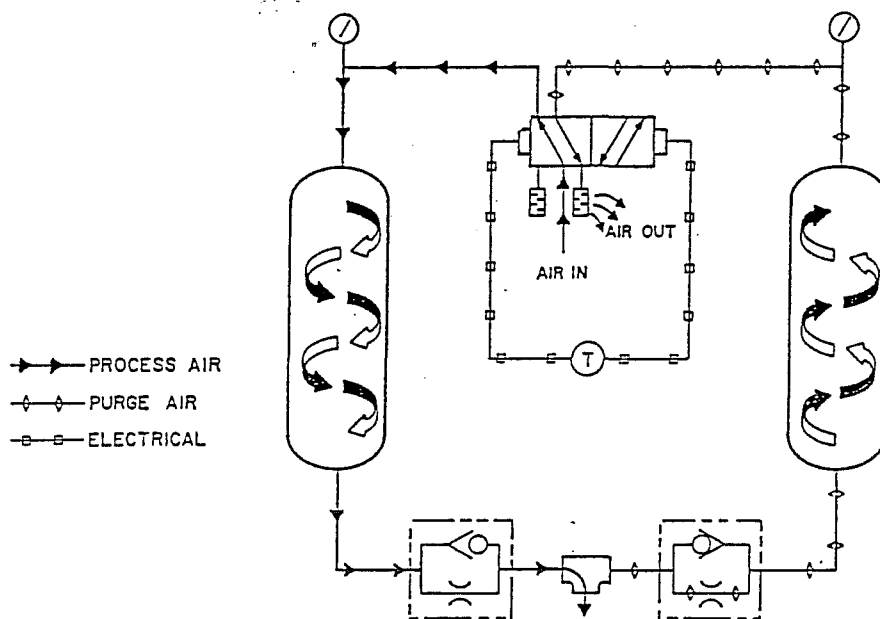 AIR OUT
AIR IN
T
PROCESS AIR
PURGE AIR
ELECTRICAL